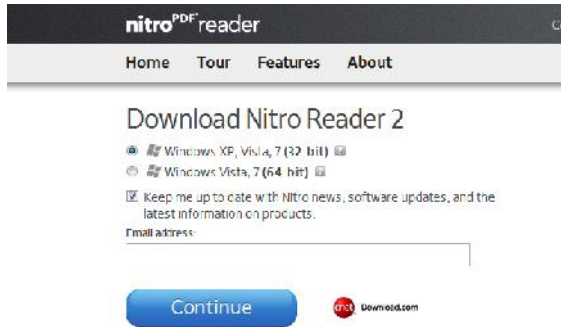 nitroPDF reader
Home Tour Features About
Download Nitro Reader 2
Windows XP, Vista, 7 (32 bit)
Windows Vista, 7 (64 bit)
Keep me up to date with Nitro news, software updates, and the
latest information on products.
Email address:
Continue
cnet Download.com